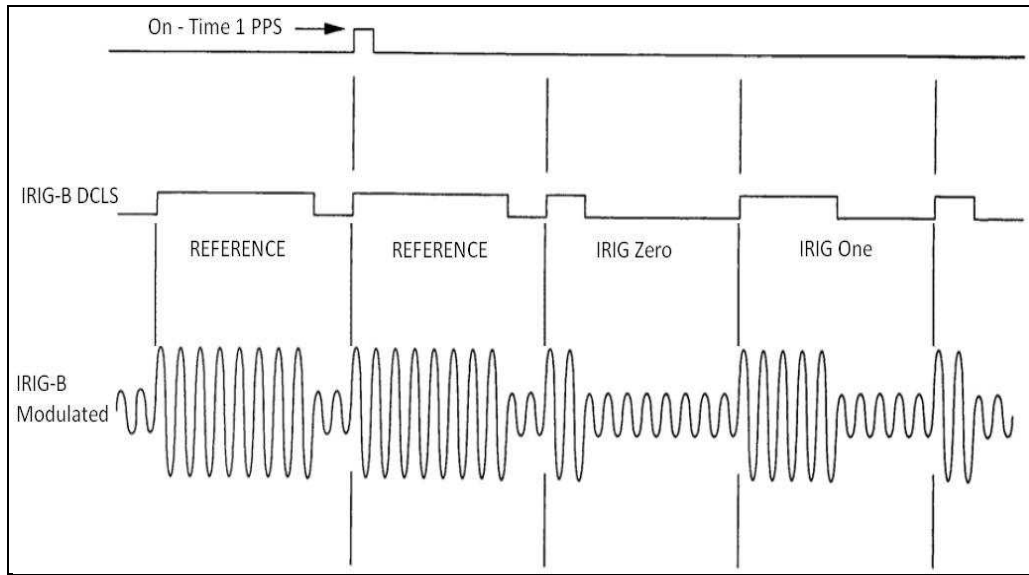 On - Time 1 PPS
IRIG-B DCLS
REFERENCE REFERENCE IRIG Zero IRIG One
IRIG-B
Modulated